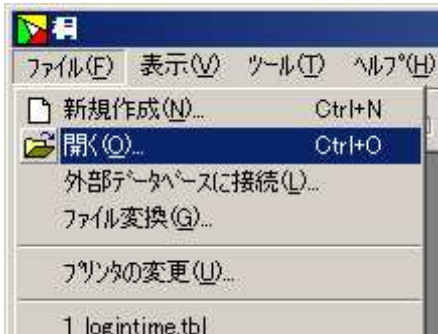 桐
ファイル(F) 表示(V) ツール(T) ヘルプ(H)
新規作成(N)... Ctrl+N
開く(O)... Ctrl+O
外部データベースに接続(L)...
ファイル変換(G)...
プリンタの変更(U)...
1 logintime.tbl